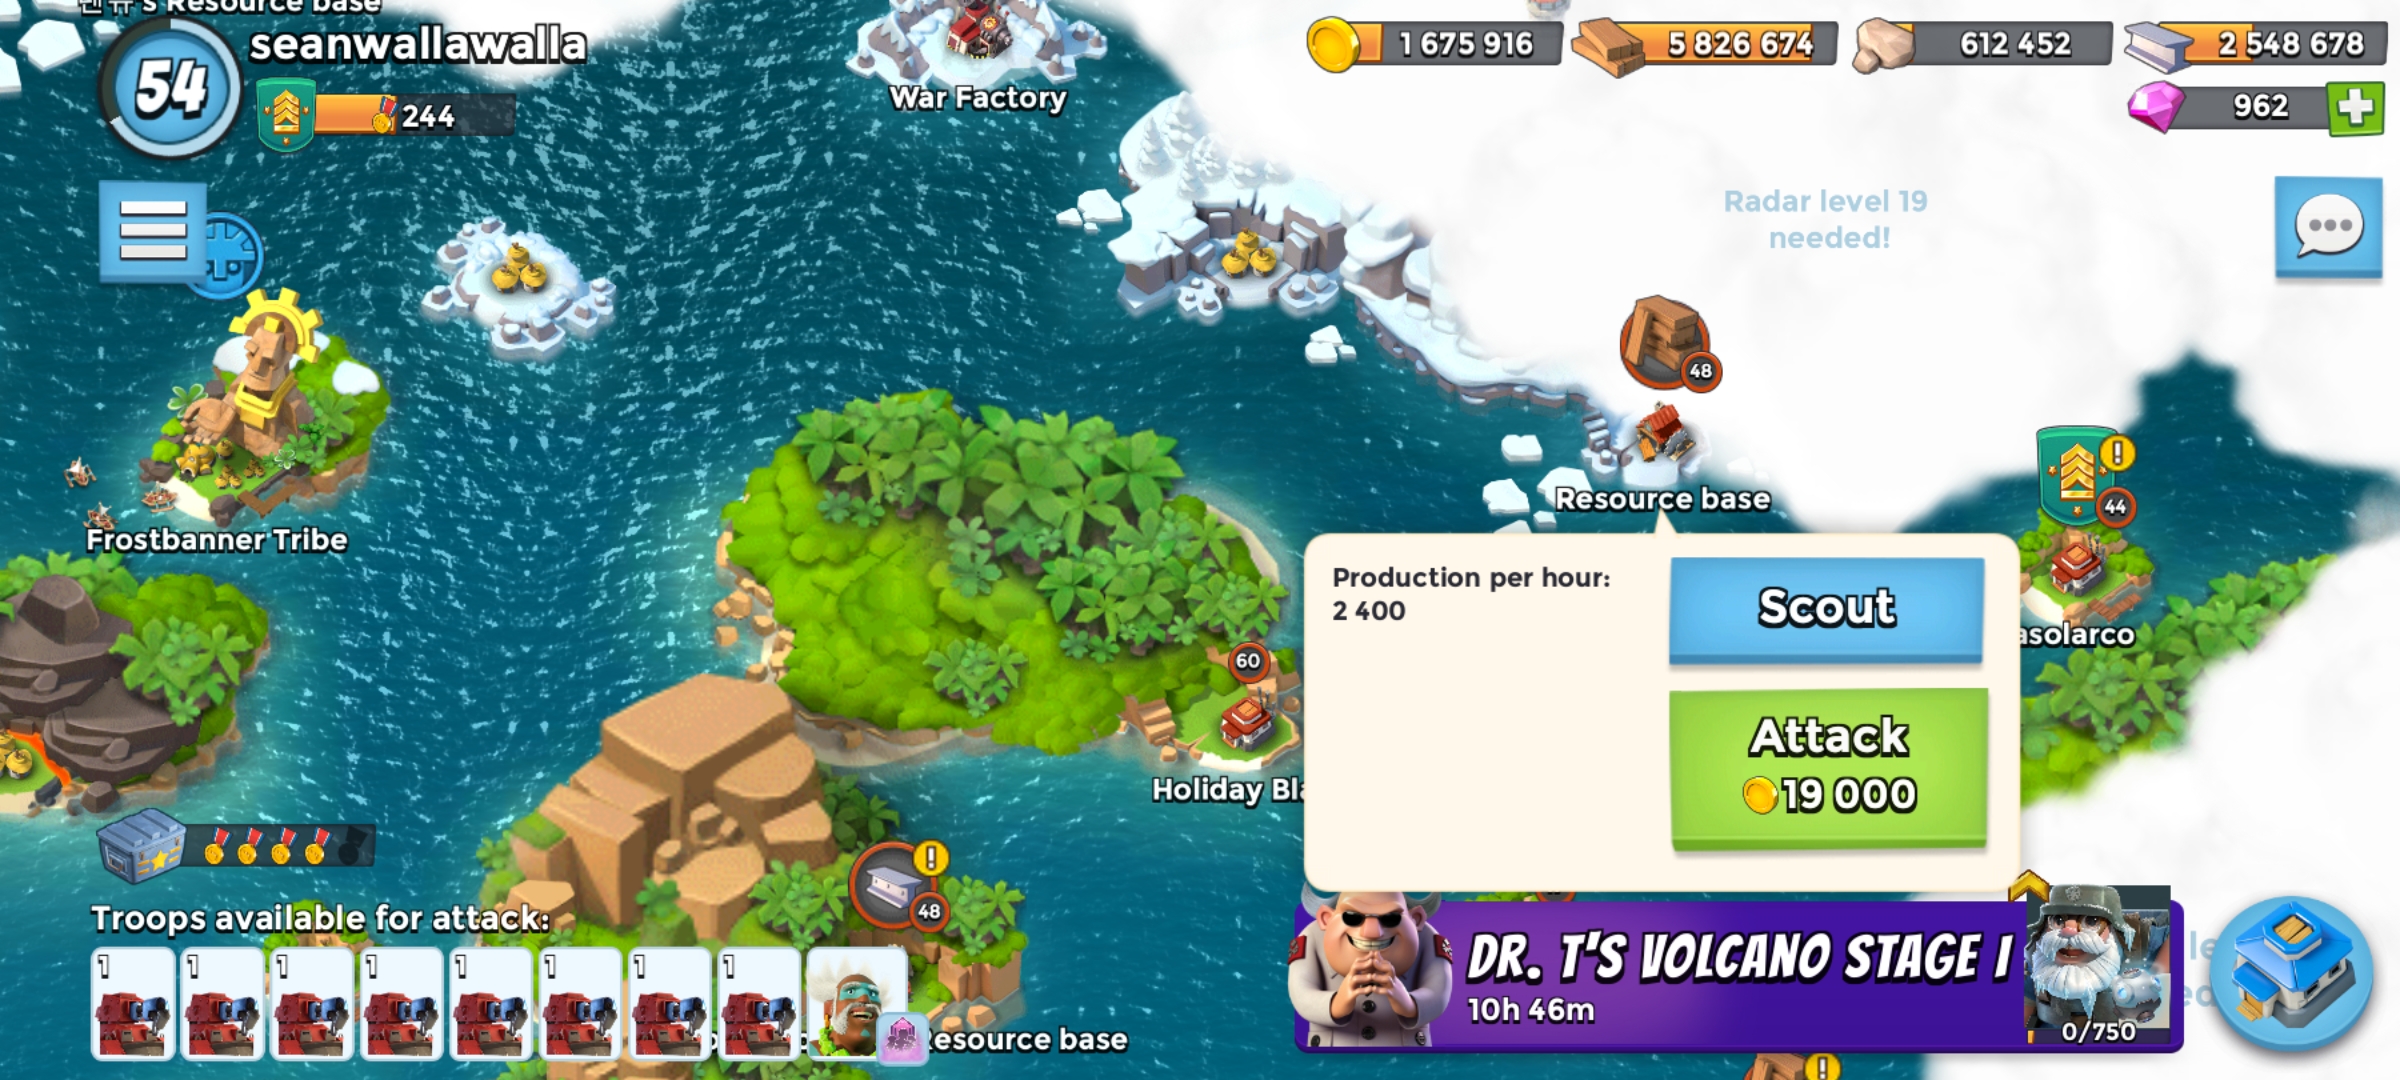 's Resource base
54
seanwallawalla
244
1 675 916
5 826 674
612 452
2 548 678
962
War Factory
Radar level 19
needed!
48
Resource base
44
asolarco
Frostbanner Tribe
60
Holiday Bla
Production per hour:
2 400
Scout
Attack
19 000
48
Troops available for attack:
1
1
1
1
1
1
1
1
esource base
DR. T'S VOLCANO STAGE I
10h 46m
0/750